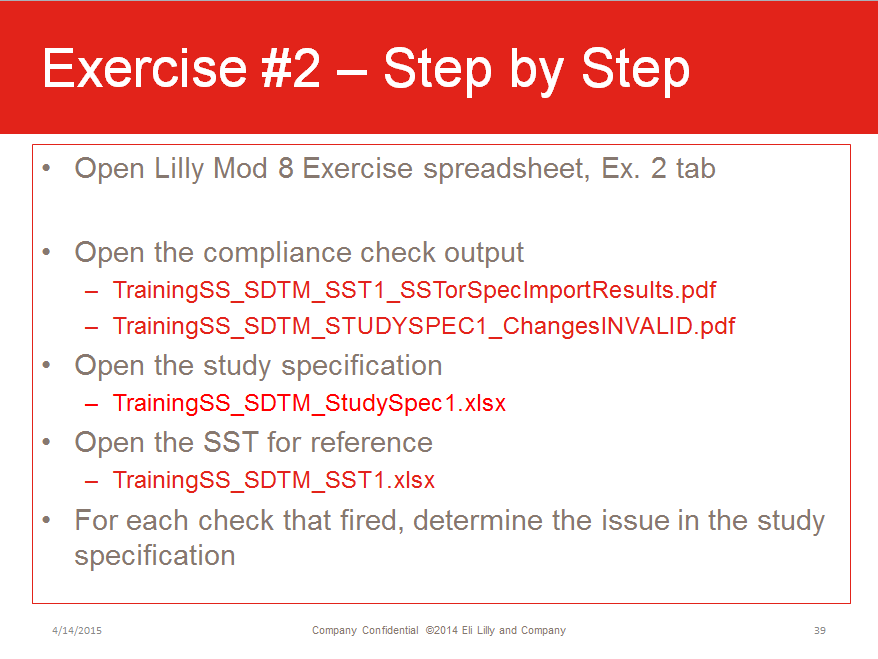 Exercise #2 – Step by Step
• Open Lilly Mod 8 Exercise spreadsheet, Ex. 2 tab
• Open the compliance check output
– TrainingSS_SDTM_SST1_SSTorSpecImportResults.pdf
– TrainingSS_SDTM_STUDYSPEC1_ChangesINVALID.pdf
• Open the study specification
– TrainingSS_SDTM_StudySpec1.xlsx
• Open the SST for reference
– TrainingSS_SDTM_SST1.xlsx
• For each check that fired, determine the issue in the study
specification
4/14/2015 Company Confidential ©2014 Eli Lilly and Company 39